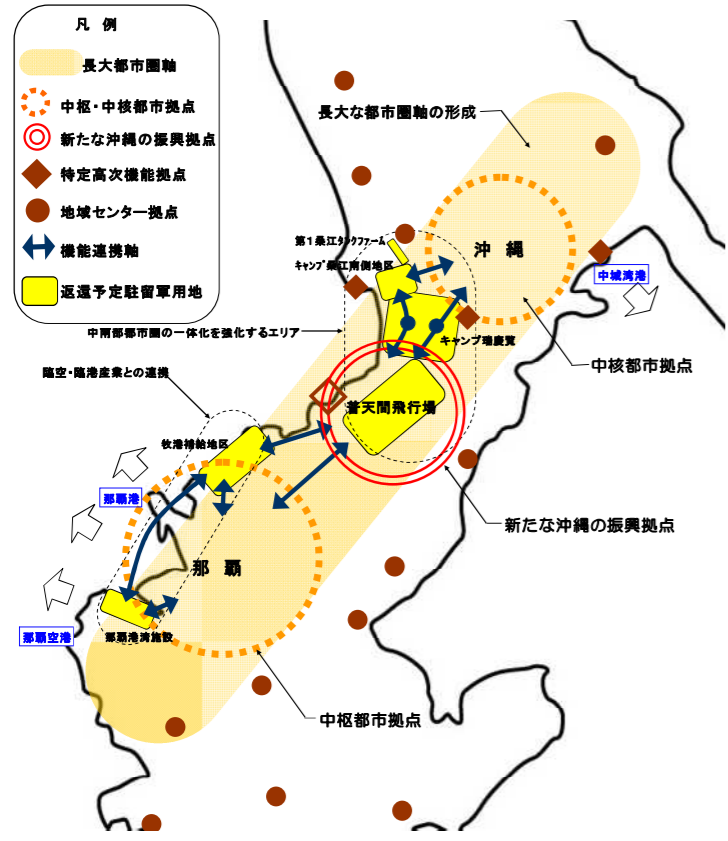 凡 例
長大都市圏軸
中枢・中核都市拠点
新たな沖縄の振興拠点
特定高次機能拠点
地域センター拠点
機能連携軸
返還予定駐留軍用地
長大な都市圏軸の形成
第1桑江タンクファーム
沖 縄
キャンプ桑江南側地区
中城湾港
中南部都市圏の一体化を強化するエリア
キャンプ瑞慶覧
中核都市拠点
臨空・臨港産業との連携
普天間飛行場
牧港補給地区
那覇港
新たな沖縄の振興拠点
那 覇
那覇空港
那覇港湾施設
中枢都市拠点